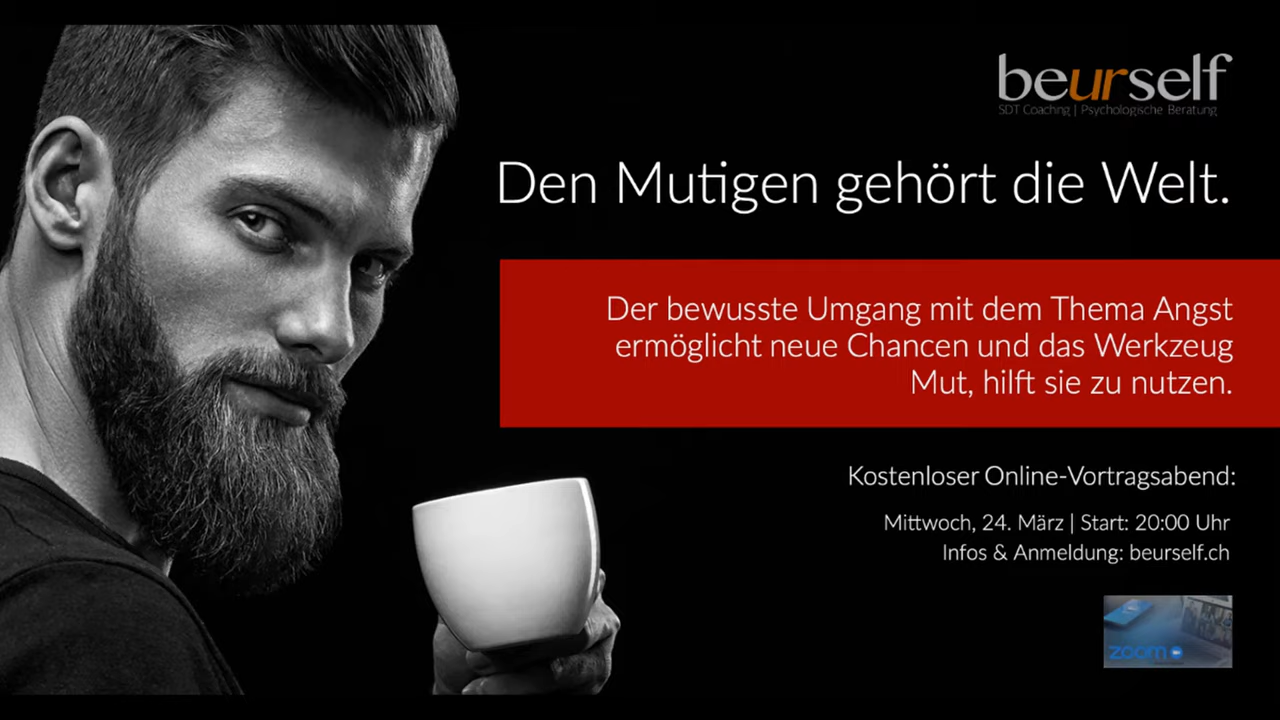 beurself
SDT Coaching | Psychologische Beratung
Den Mutigen gehört die Welt.
Der bewusste Umgang mit dem Thema Angst
ermöglicht neue Chancen und das Werkzeug
Mut, hilft sie zu nutzen.
Kostenloser Online-Vortragsabend:
Mittwoch, 24. März | Start: 20:00 Uhr
Infos & Anmeldung: beurself.ch
zoom